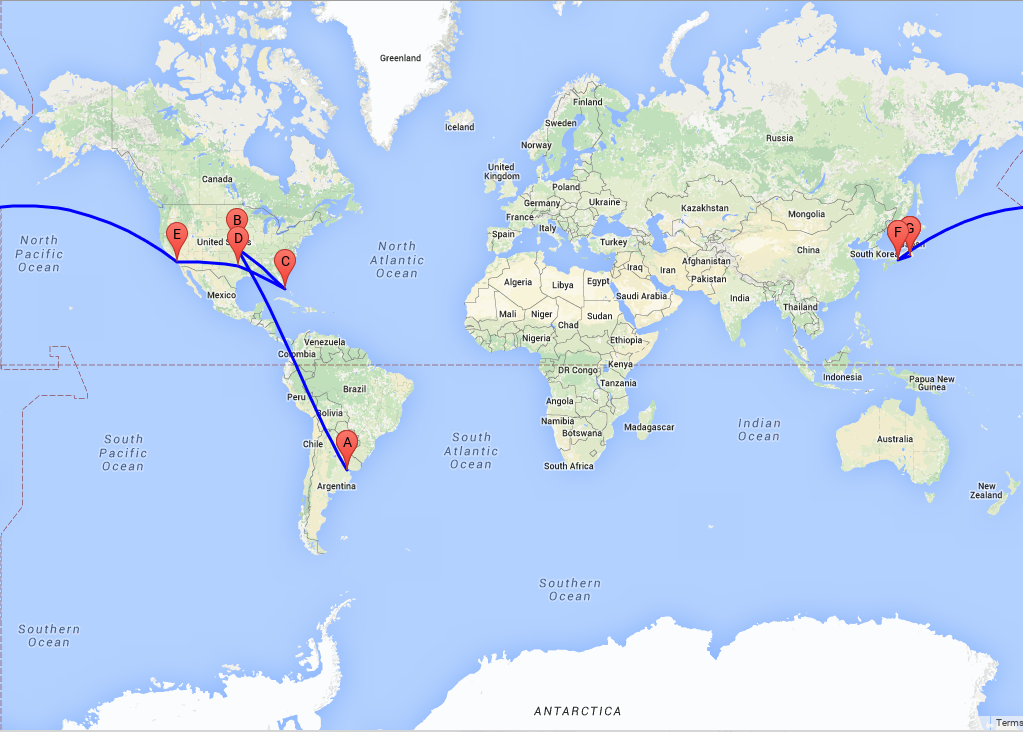 Greenland
Iceland
Finland
Sweden
Norway
Russia
United
Kingdom
Canada
Poland
Germany
Ukraine
Kazakhstan
Mongolia
France
Italy
Spain
Turkey
China
South Korea
North
Pacific
Ocean
North
Atlantic
Ocean
E
B
D
C
F
G
Mexico
Algeria
Libya
Egypt
Iraq
Iran
Afghanistan
Pakistan
Saudi Arabia
India
Thailand
Mali
Niger
Chad
Sudan
Nigeria
Ethiopia
Venezuela
Colombia
DR Congo
Kenya
Tanzania
Indonesia
Papua New
Guinea
Brazil
Peru
Bolivia
Angola
Namibia
Botswana
Madagascar
Chile
A
Argentina
South Africa
South
Pacific
Ocean
South
Atlantic
Ocean
Indian
Ocean
Australia
New
Zealand
Southern
Ocean
Southern
Ocean
ANTARCTICA
Terms